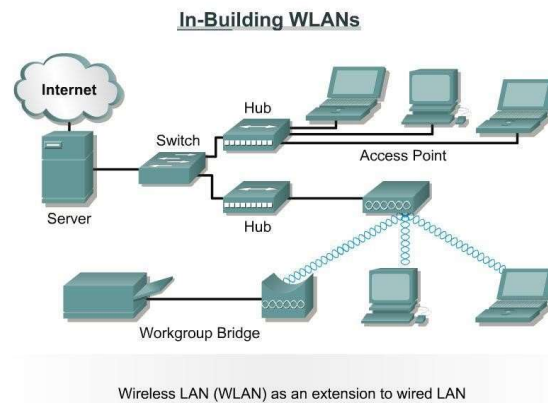 In-Building WLANs
Internet
Hub
Switch
Access Point
Server
Hub
Workgroup Bridge
Wireless LAN (WLAN) as an extension to wired LAN